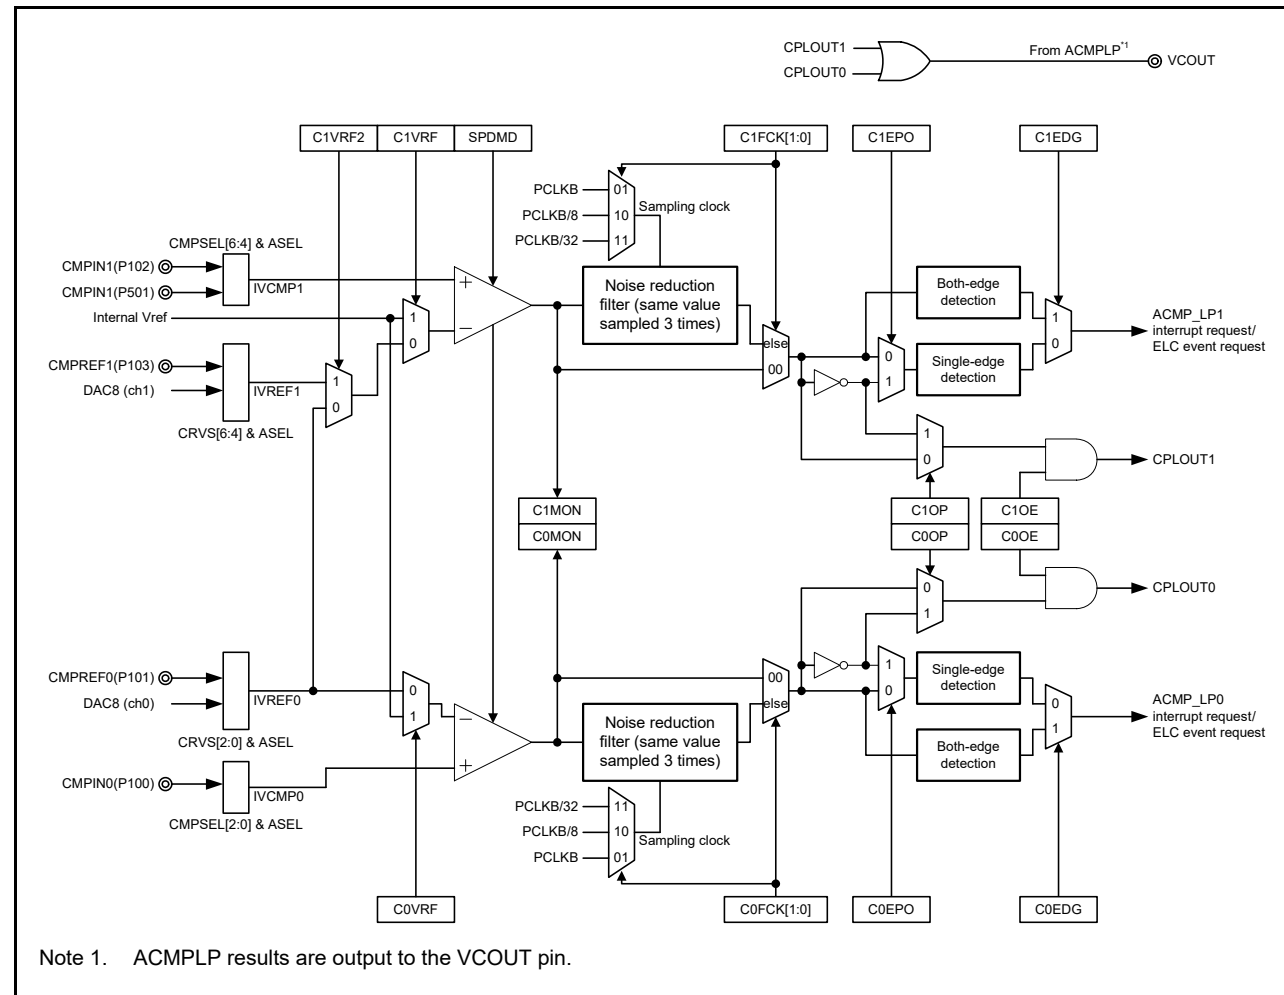 CPLOUT1
CPLOUT0
From ACMPLP*1
VCOUT
C1VRF2
C1VRF
SPDMD
C1FCK[1:0]
C1EPO
C1EDG
PCLKB
01
PCLKB/8
10
PCLKB/32
11
Sampling clock
CMPSEL[6:4] & ASEL
CMPIN1(P102)
CMPIN1(P501)
IVCMP1
Internal Vref
CMPREF1(P103)
DAC8 (ch1)
IVREF1
CRVS[6:4] & ASEL
1
0
1
0
+
−
Noise reduction
filter (same value
sampled 3 times)
else
00
0
1
Both-edge
detection
Single-edge
detection
1
0
ACMP_LP1
interrupt request/
ELC event request
1
0
CPLOUT1
C1MON
C0MON
C1OP
C0OP
C1OE
C0OE
0
1
CPLOUT0
CMPREF0(P101)
DAC8 (ch0)
IVREF0
CRVS[2:0] & ASEL
CMPIN0(P100)
IVCMP0
CMPSEL[2:0] & ASEL
0
1
−
+
Noise reduction
filter (same value
sampled 3 times)
00
else
1
0
Single-edge
detection
Both-edge
detection
0
1
ACMP_LP0
interrupt request/
ELC event request
PCLKB/32
11
PCLKB/8
10
PCLKB
01
Sampling clock
C0VRF
C0FCK[1:0]
C0EPO
C0EDG
Note 1. ACMPLP results are output to the VCOUT pin.